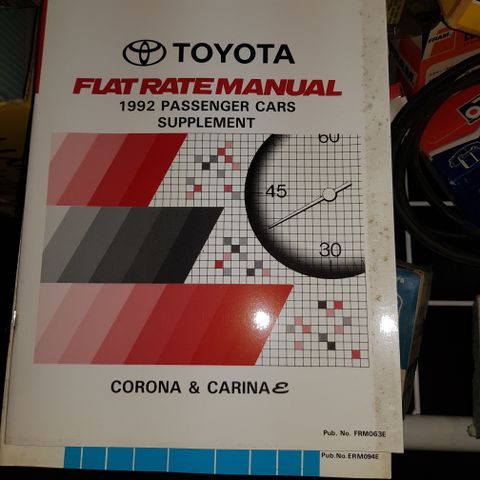 TOYOTA
FLAT RATE MANUAL
1992 PASSENGER CARS
SUPPLEMENT
60
45
30
CORONA & CARINA E
Pub. No. FRM063E
Pub.No.ERM094E
FRAM